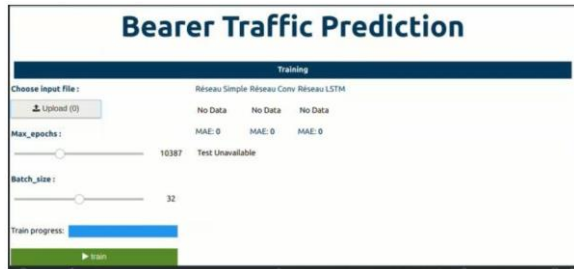 Bearer Traffic Prediction
Training
Choose input file :
Réseau Simple Réseau Conv Réseau LSTM
Upload (0)
No Data No Data No Data
Max_epochs :
MAE: 0 MAE: 0 MAE: 0
10387
Test Unavailable
Batch_size :
32
Train progress:
train